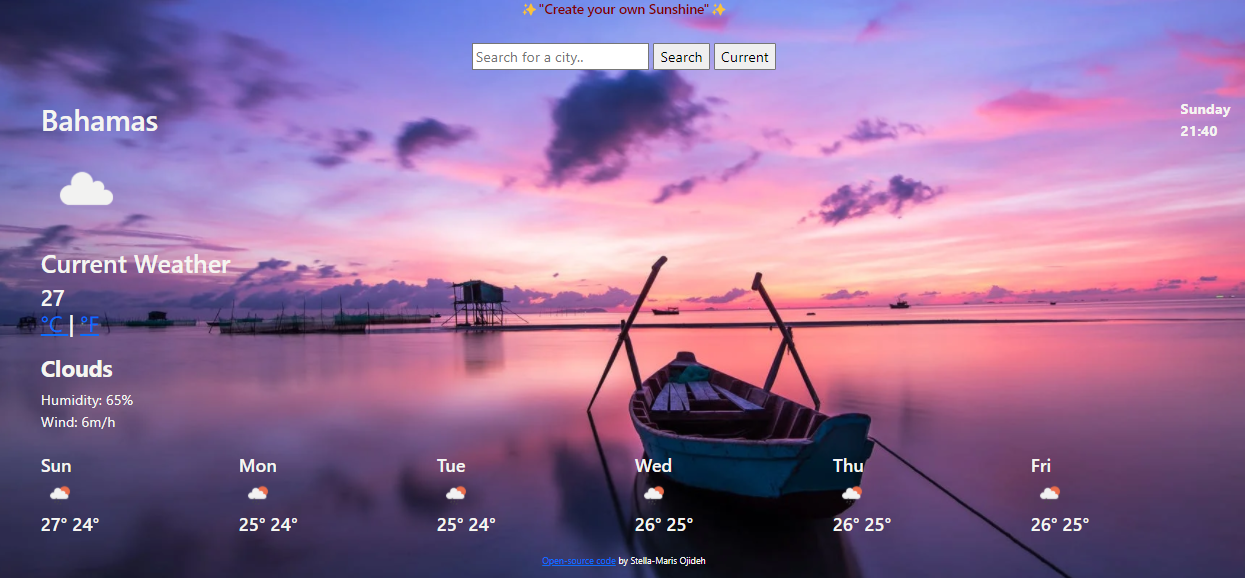 ✨"Create your own Sunshine"✨
Search for a city.. Search Current
Bahamas
Sunday
21:40
Current Weather
27
°C | °F
Clouds
Humidity: 65%
Wind: 6m/h
Sun Mon Tue Wed Thu Fri
27° 24° 25° 24° 25° 24° 26° 25° 26° 25° 26° 25°
Open-source code by Stella-Maris Ojideh